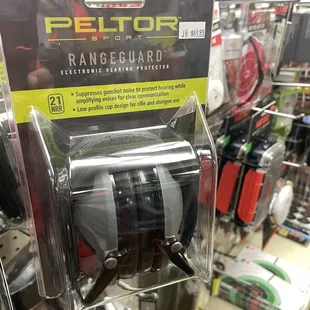 PELTOR
SPORT
RANGEGUARD
ELECTRONIC HEARING PROTECTOR
21
NRR
• Suppresses gunshot noise to protect hearing while
amplifying voices for clear communication
• Low profile cup design for rifle and shotgun use